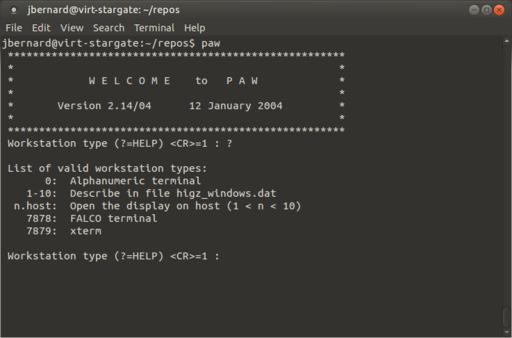 jbernard@virt-stargate: ~/repos
File Edit View Search Terminal Help
jbernard@virt-stargate:~/repos$ paw
 ******************************************************
 *                                                    *
 *            W E L C O M E    to   P A W             *
 *                                                    *
 *       Version 2.14/04      12 January 2004         *
 *                                                    *
 ******************************************************
 Workstation type (?=HELP) <CR>=1 : ?
 List of valid workstation types:
       0:  Alphanumeric terminal
    1-10:  Describe in file higz_windows.dat
  n.host:  Open the display on host (1 < n < 10)
    7878:  FALCO terminal
    7879:  xterm
 Workstation type (?=HELP) <CR>=1 :